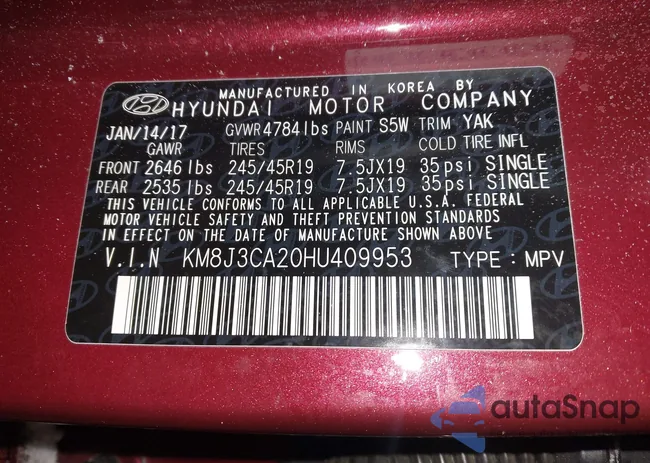 MANUFACTURED IN KOREA BY
HYUNDAI MOTOR COMPANY
JAN/14/17 GVWR 4784 lbs PAINT S5W TRIM YAK
GAWR TIRES RIMS COLD TIRE INFL
FRONT 2646 lbs 245/45R19 7.5JX19 35 psi SINGLE
REAR 2535 lbs 245/45R19 7.5JX19 35 psi SINGLE
THIS VEHICLE CONFORMS TO ALL APPLICABLE U.S.A. FEDERAL
MOTOR VEHICLE SAFETY AND THEFT PREVENTION STANDARDS
IN EFFECT ON THE DATE OF MANUFACTURE SHOWN ABOVE
V.I.N KM8J3CA20HU409953 TYPE : MPV
autoSnap